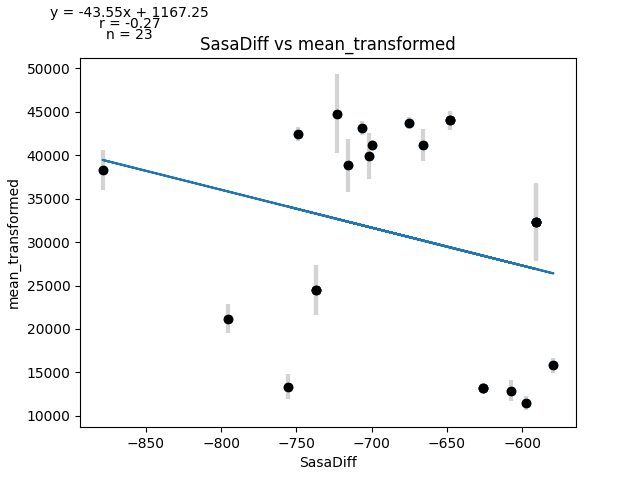 y = -43.55x + 1167.25
r = -0.27
n = 23
SasaDiff vs mean_transformed
50000
45000
40000
35000
30000
25000
20000
15000
10000
mean_transformed
−850
−800
−750
−700
−650
−600
SasaDiff